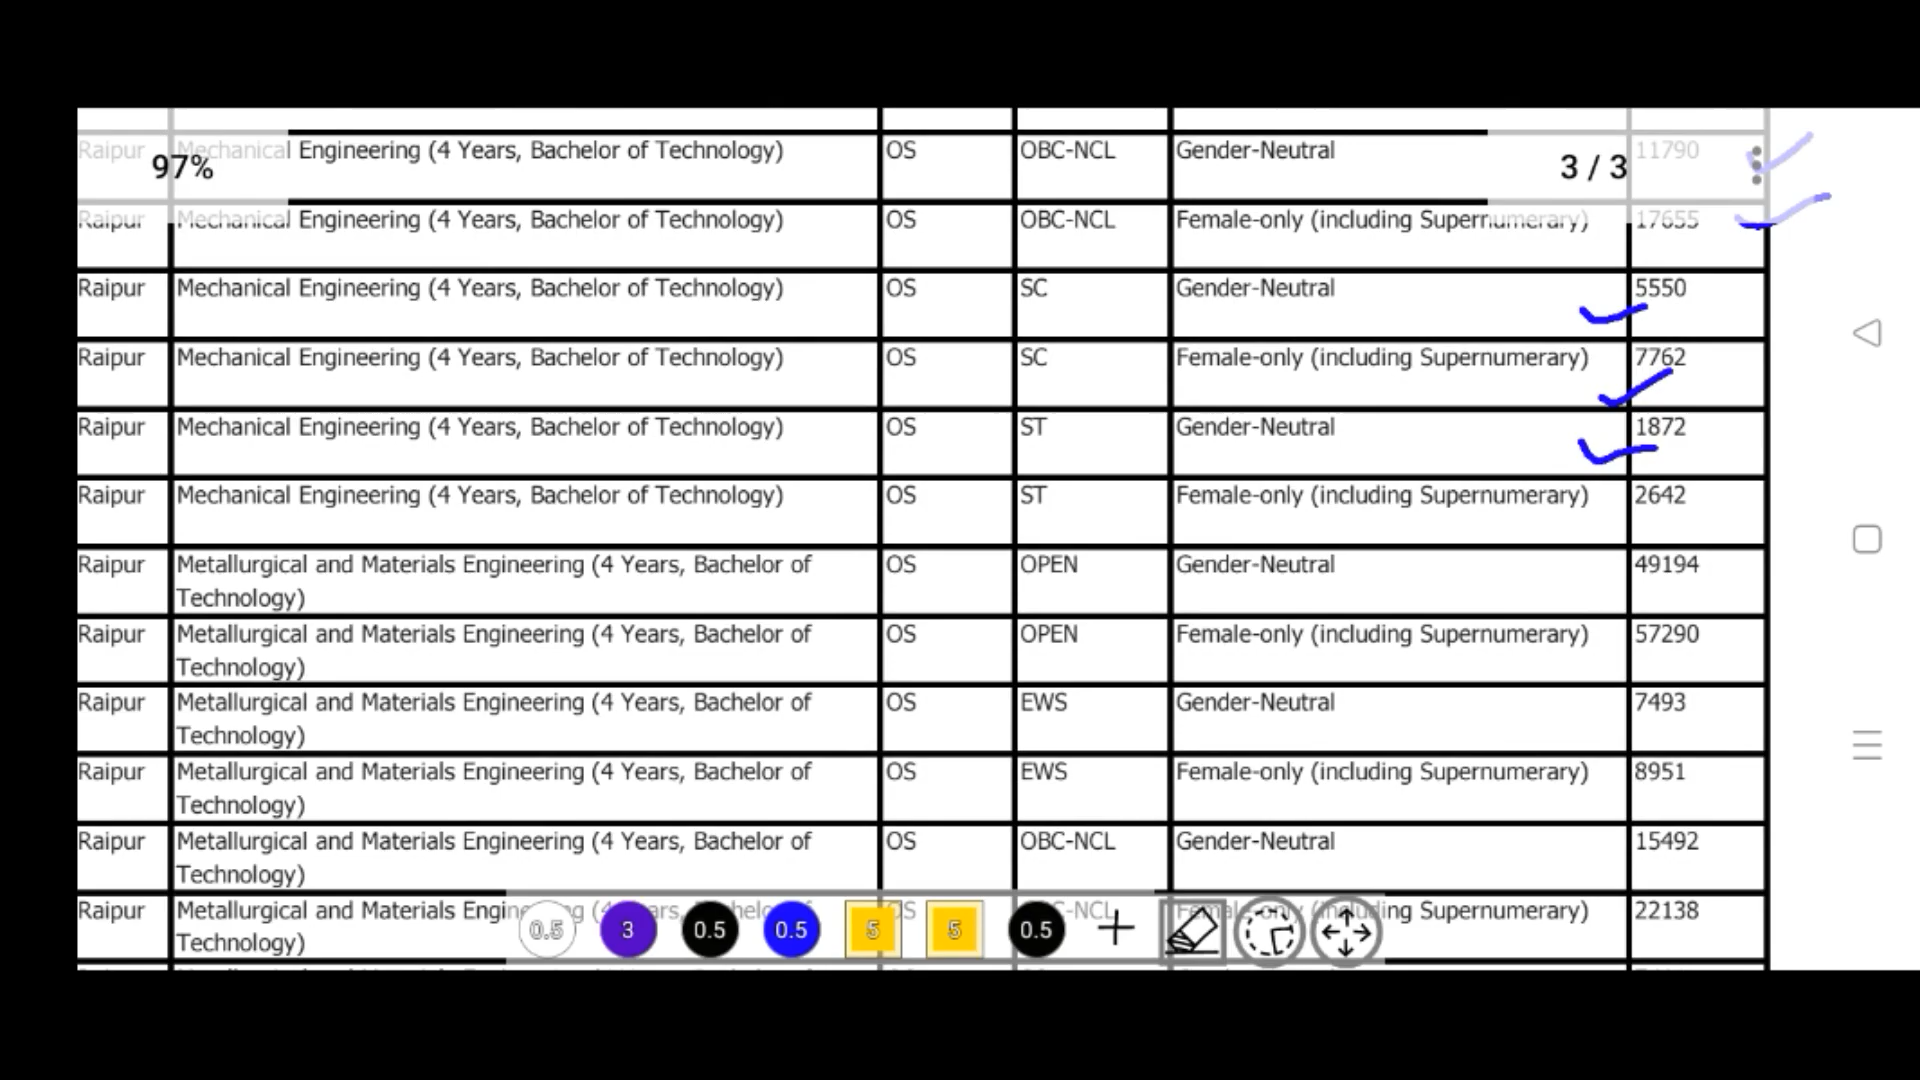 97%
3 / 3
Raipur Mechanical Engineering (4 Years, Bachelor of Technology) OS OBC-NCL Gender-Neutral 11790
Raipur Mechanical Engineering (4 Years, Bachelor of Technology) OS OBC-NCL Female-only (including Supernumerary) 17655
Raipur Mechanical Engineering (4 Years, Bachelor of Technology) OS SC Gender-Neutral 5550
Raipur Mechanical Engineering (4 Years, Bachelor of Technology) OS SC Female-only (including Supernumerary) 7762
Raipur Mechanical Engineering (4 Years, Bachelor of Technology) OS ST Gender-Neutral 1872
Raipur Mechanical Engineering (4 Years, Bachelor of Technology) OS ST Female-only (including Supernumerary) 2642
Raipur Metallurgical and Materials Engineering (4 Years, Bachelor of OS OPEN Gender-Neutral 49194
Technology)
Raipur Metallurgical and Materials Engineering (4 Years, Bachelor of OS OPEN Female-only (including Supernumerary) 57290
Technology)
Raipur Metallurgical and Materials Engineering (4 Years, Bachelor of OS EWS Gender-Neutral 7493
Technology)
Raipur Metallurgical and Materials Engineering (4 Years, Bachelor of OS EWS Female-only (including Supernumerary) 8951
Technology)
Raipur Metallurgical and Materials Engineering (4 Years, Bachelor of OS OBC-NCL Gender-Neutral 15492
Technology)
Raipur Metallurgical and Materials Engineering (4 Years, Bachelor OS OBC-NCL Female-only (including Supernumerary) 22138
Technology)
0.5 3 0.5 0.5 5 5 0.5